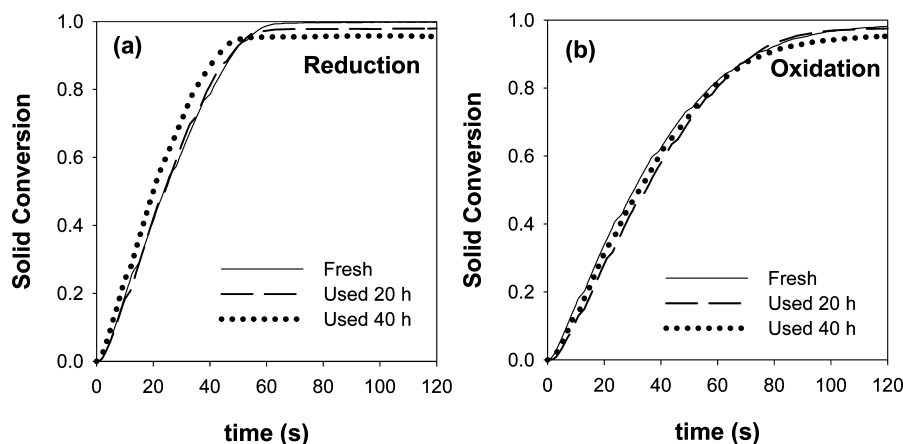 (a)
Reduction
Solid Conversion
1.0
0.8
0.6
0.4
0.2
0.0
Fresh
Used 20 h
Used 40 h
0 20 40 60 80 100 120
time (s)
(b)
Oxidation
Solid Conversion
1.0
0.8
0.6
0.4
0.2
0.0
Fresh
Used 20 h
Used 40 h
0 20 40 60 80 100 120
time (s)